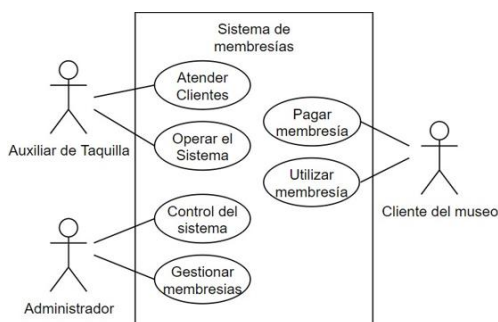 Sistema de
membresías
Atender
Clientes
Auxiliar de Taquilla
Operar el
Sistema
Pagar
membresía
Utilizar
membresía
Cliente del museo
Control del
sistema
Gestionar
membresias
Administrador